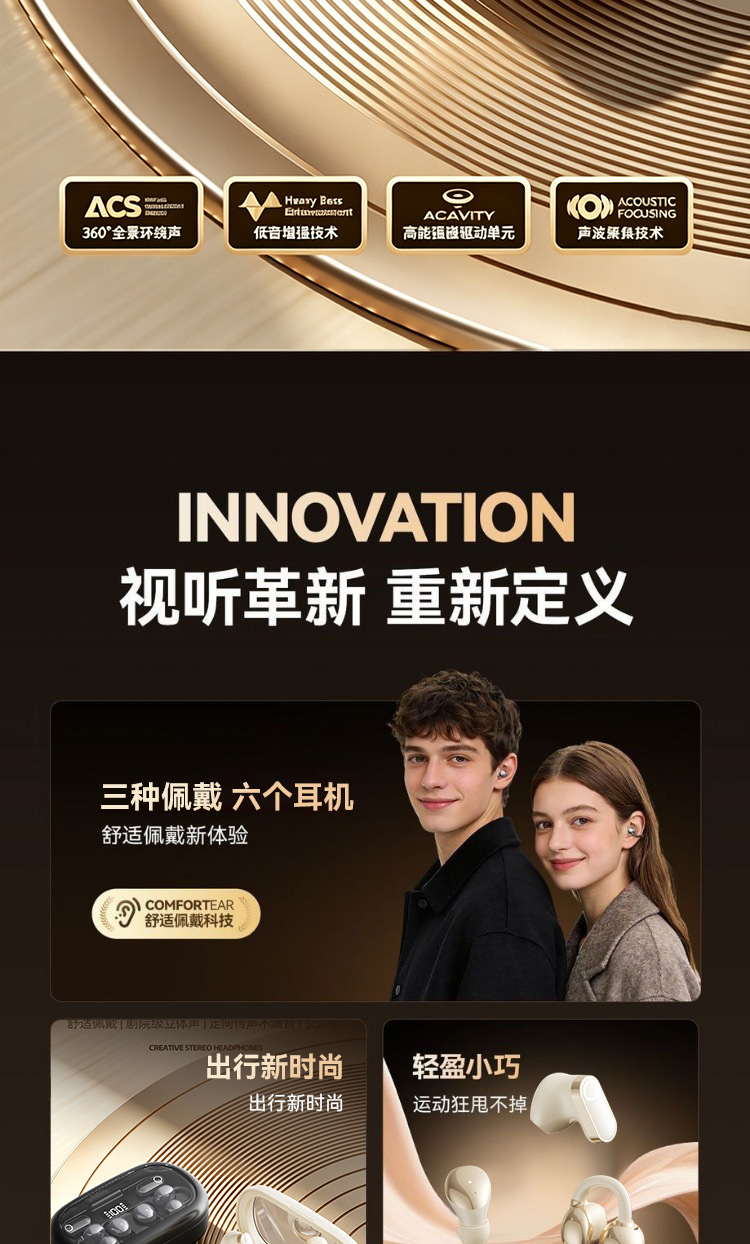 ACS
360°全景环绕声
Heavy Bass
低音增强技术
ACAVITY
高能强磁驱动单元
ACOUSTIC
FOCUSING
声波集束技术
INNOVATION
视听革新 重新定义
三种佩戴 六个耳机
舒适佩戴新体验
COMFORTEAR
舒适佩戴科技
CREATIVE STEREO HEADPHONES
出行新时尚
出行新时尚
轻盈小巧
运动狂甩不掉
100